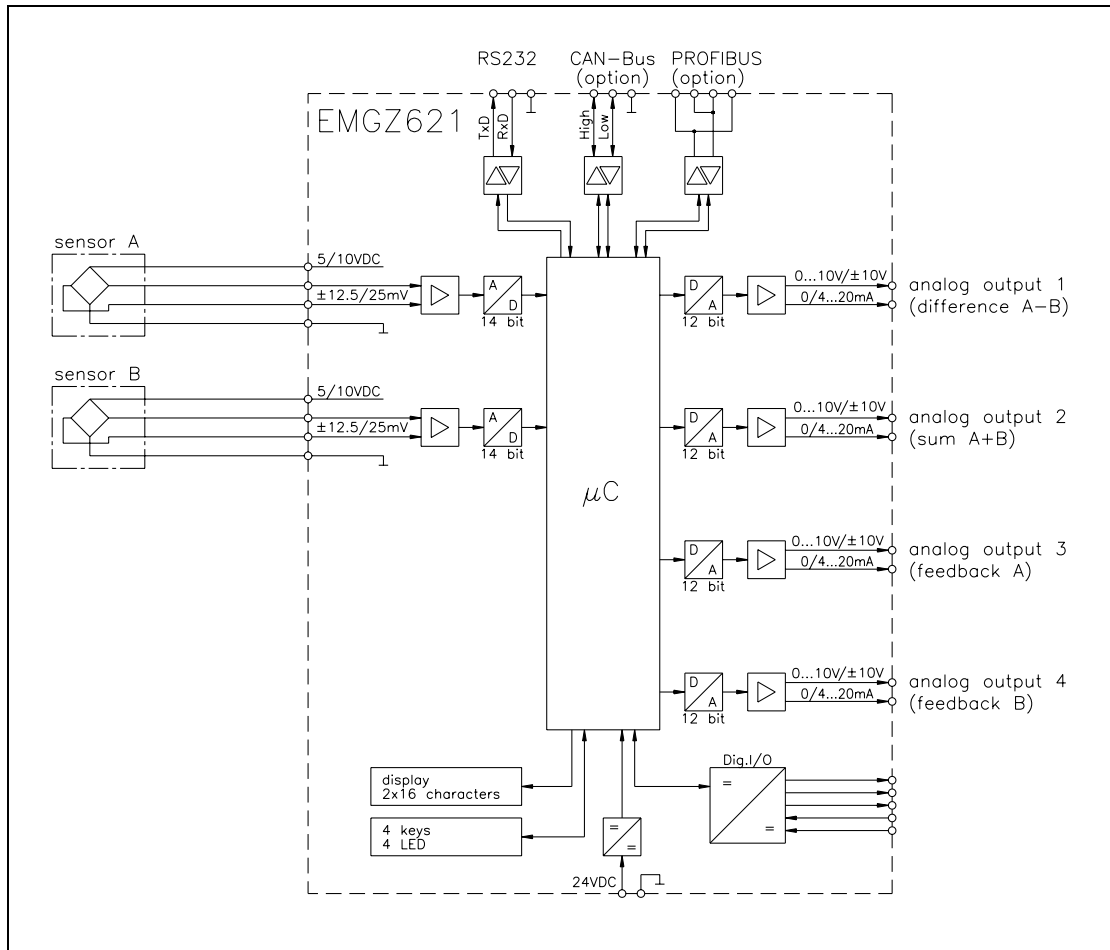 RS232
CAN-Bus
(option)
PROFIBUS
(option)
EMGZ621
TxD
RxD
High
Low
sensor A
5/10VDC
±12.5/25mV
A
D
14 bit
D
A
12 bit
0...10V/±10V
0/4...20mA
analog output 1
(difference A-B)
sensor B
5/10VDC
±12.5/25mV
A
D
14 bit
D
A
12 bit
0...10V/±10V
0/4...20mA
analog output 2
(sum A+B)
μC
D
A
12 bit
0...10V/±10V
0/4...20mA
analog output 3
(feedback A)
D
A
12 bit
0...10V/±10V
0/4...20mA
analog output 4
(feedback B)
display
2x16 characters
4 keys
4 LED
=
=
24VDC
Dig.I/O
=
=